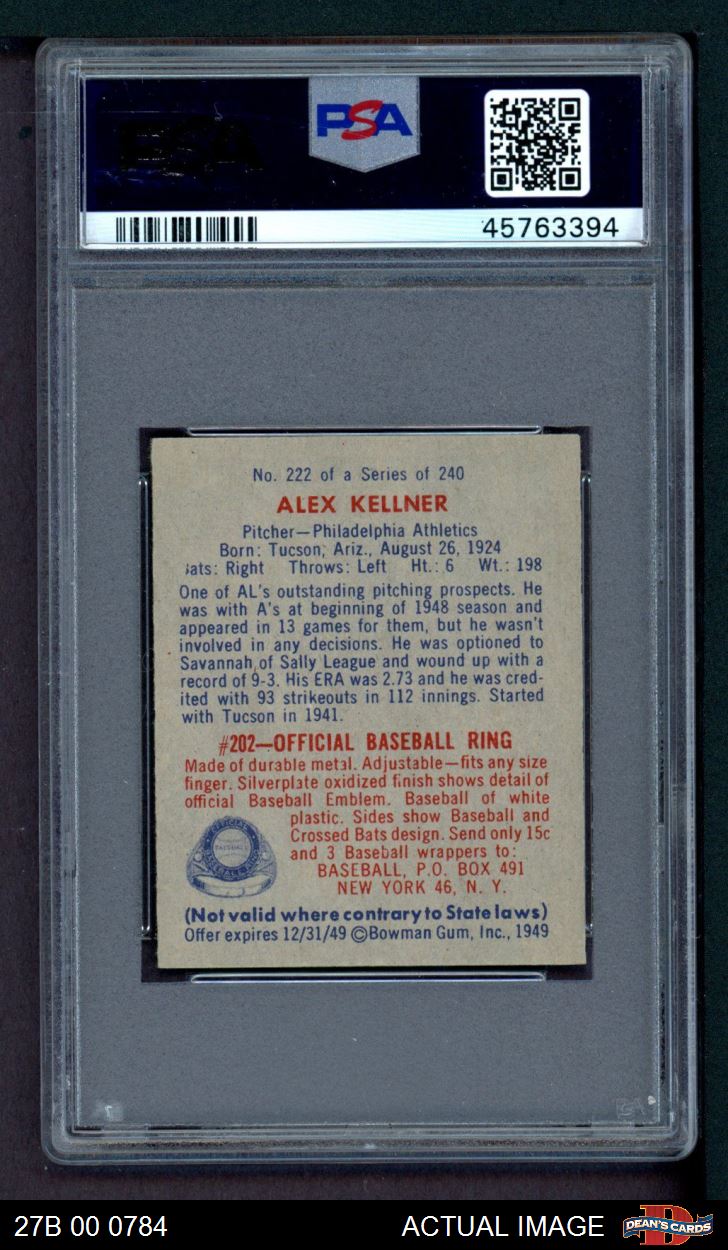 PSA
45763394
No. 222 of a Series of 240
ALEX KELLNER
Pitcher—Philadelphia Athletics
Born: Tucson, Ariz., August 26, 1924
ats: Right Throws: Left Ht.: 6 Wt.: 198
One of AL's outstanding pitching prospects. He
was with A's at beginning of 1948 season and
appeared in 13 games for them, but he wasn't
involved in any decisions. He was optioned to
Savannah of Sally League and wound up with a
record of 9-3. His ERA was 2.73 and he was cred-
ited with 93 strikeouts in 112 innings. Started
with Tucson in 1941.
#202—OFFICIAL BASEBALL RING
Made of durable metal. Adjustable—fits any size
finger. Silverplate oxidized finish shows detail of
official Baseball Emblem. Baseball of white
plastic. Sides show Baseball and
Crossed Bats design. Send only 15c
and 3 Baseball wrappers to:
BASEBALL, P.O. BOX 491
NEW YORK 46, N. Y.
OFFICIAL
BASEBALL
BASEBALL RING
(Not valid where contrary to State laws)
Offer expires 12/31/49 ©Bowman Gum, Inc., 1949
27B 00 0784
ACTUAL IMAGE
DEAN'S CARDS